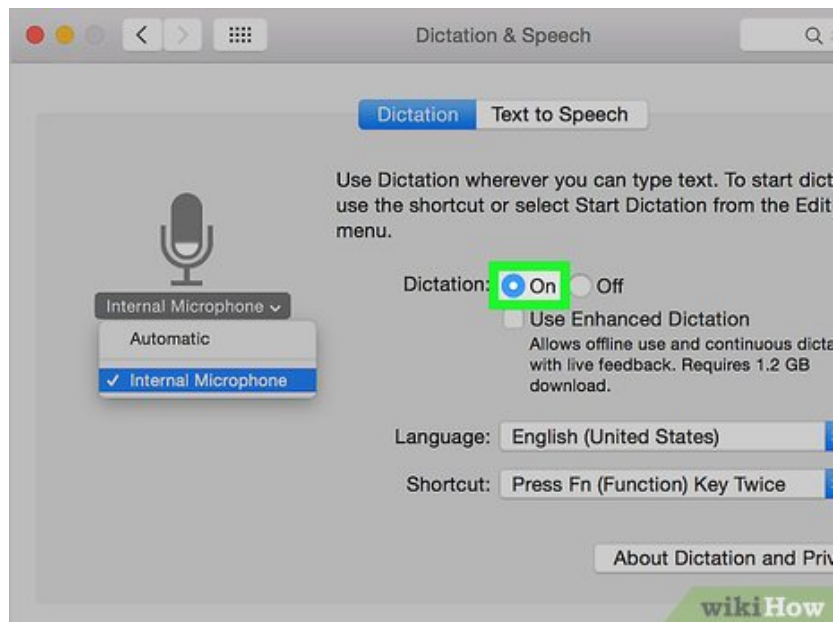 Dictation & Speech
Dictation Text to Speech
Use Dictation wherever you can type text. To start dict
use the shortcut or select Start Dictation from the Edit
menu.
Dictation: On Off
Internal Microphone
Automatic
Internal Microphone
Use Enhanced Dictation
Allows offline use and continuous dicta
with live feedback. Requires 1.2 GB
download.
Language: English (United States)
Shortcut: Press Fn (Function) Key Twice
About Dictation and Priv
wikiHow